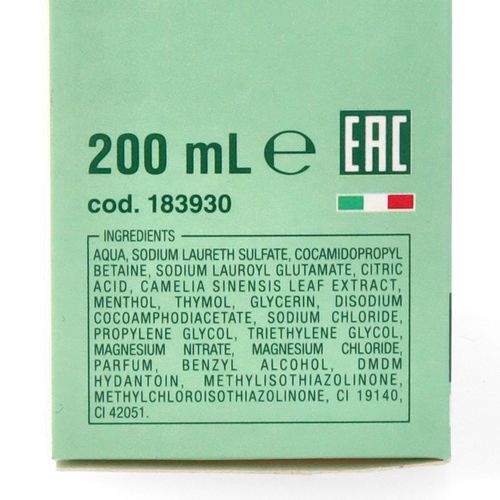 200 mL ℮ EAC
cod. 183930
INGREDIENTS
AQUA, SODIUM LAURETH SULFATE, COCAMIDOPROPYL
BETAINE, SODIUM LAUROYL GLUTAMATE, CITRIC
ACID, CAMELIA SINENSIS LEAF EXTRACT,
MENTHOL, THYMOL, GLYCERIN, DISODIUM
COCOAMPHODIACETATE, SODIUM CHLORIDE,
PROPYLENE GLYCOL, TRIETHYLENE GLYCOL,
MAGNESIUM NITRATE, MAGNESIUM CHLORIDE,
PARFUM, BENZYL ALCOHOL, DMDM
HYDANTOIN, METHYLISOTHIAZOLINONE,
METHYLCHLOROISOTHIAZOLINONE, CI 19140,
CI 42051.